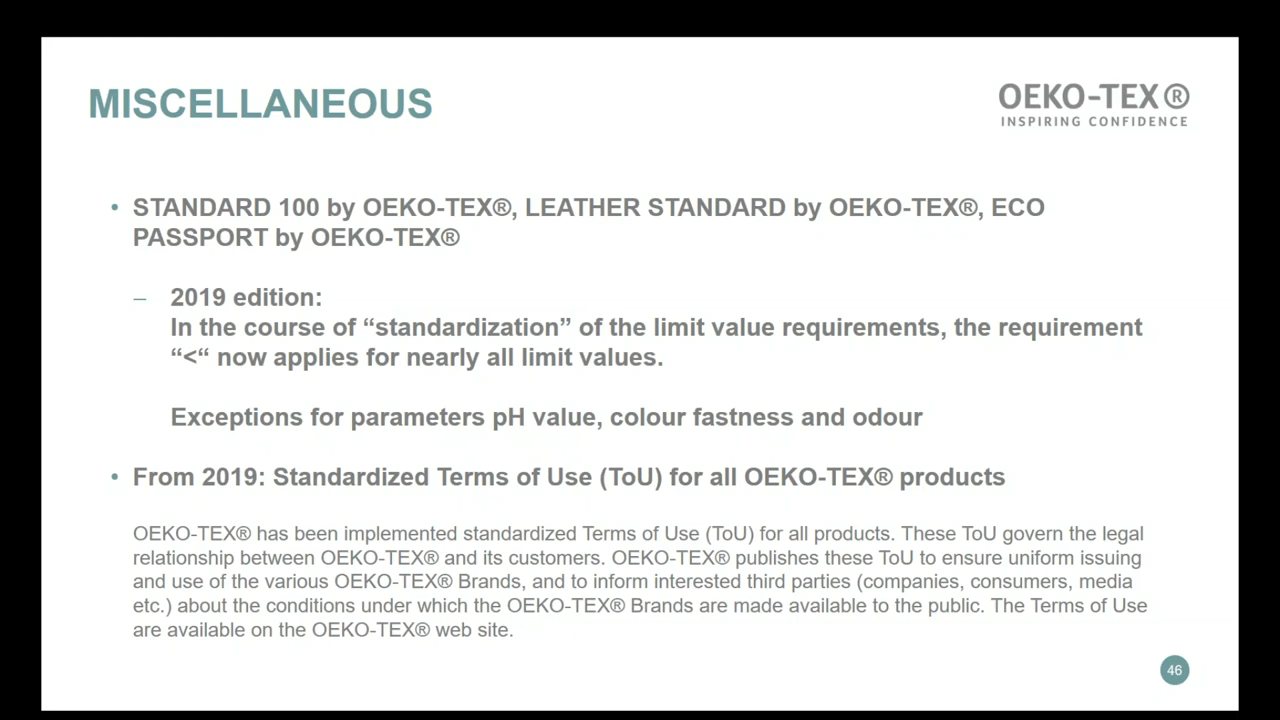 MISCELLANEOUS
OEKO-TEX®
INSPIRING CONFIDENCE
• STANDARD 100 by OEKO-TEX®, LEATHER STANDARD by OEKO-TEX®, ECO
PASSPORT by OEKO-TEX®
– 2019 edition:
In the course of “standardization” of the limit value requirements, the requirement
“<“ now applies for nearly all limit values.
Exceptions for parameters pH value, colour fastness and odour
• From 2019: Standardized Terms of Use (ToU) for all OEKO-TEX® products
OEKO-TEX® has been implemented standardized Terms of Use (ToU) for all products. These ToU govern the legal
relationship between OEKO-TEX® and its customers. OEKO-TEX® publishes these ToU to ensure uniform issuing
and use of the various OEKO-TEX® Brands, and to inform interested third parties (companies, consumers, media
etc.) about the conditions under which the OEKO-TEX® Brands are made available to the public. The Terms of Use
are available on the OEKO-TEX® web site.
46